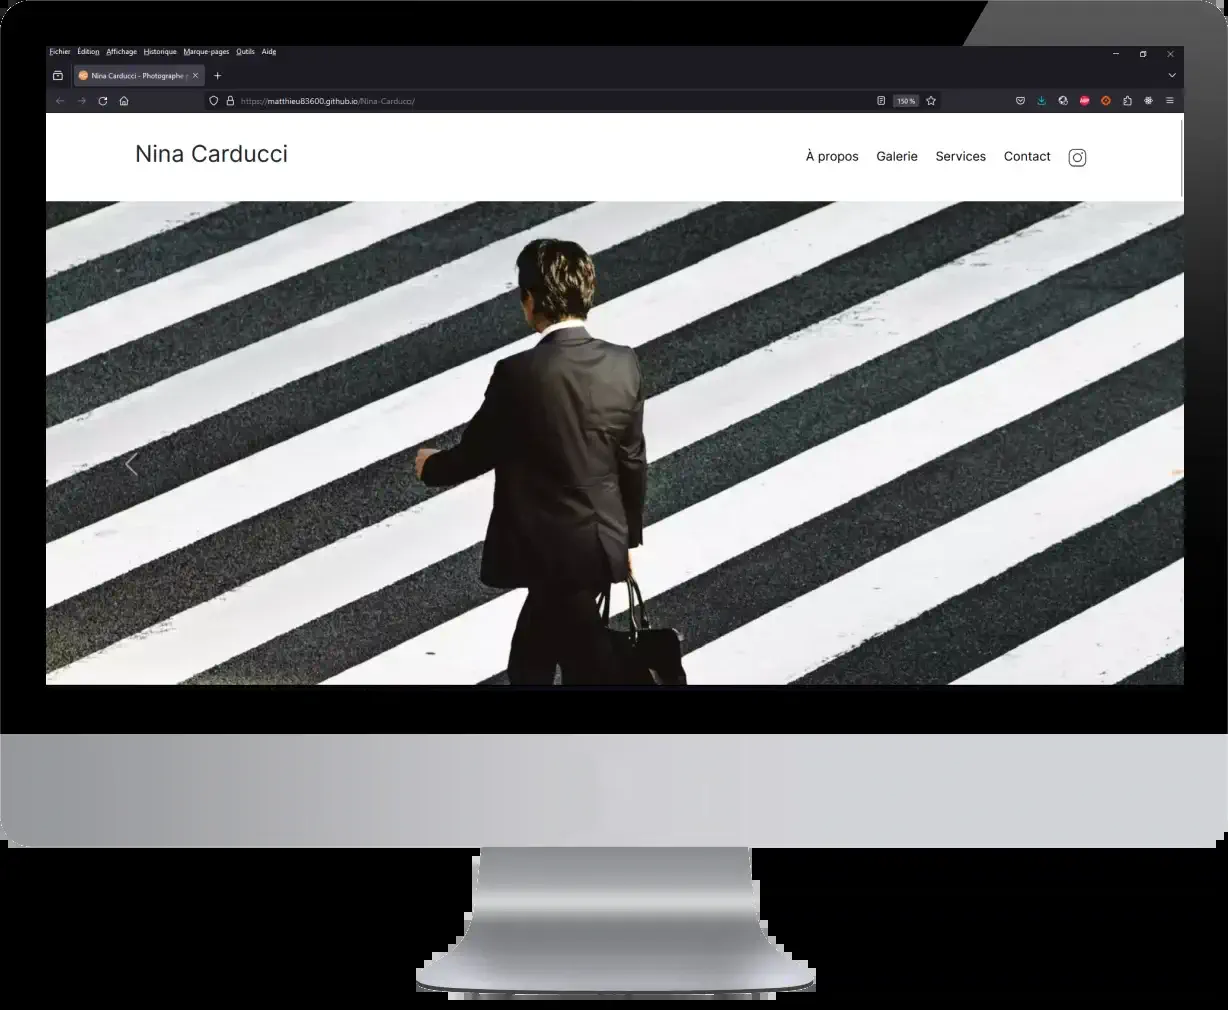 Fichier Édition Affichage Historique Marque-pages Outils Aide
Nina Carducci - Photographe
https://matthieu83600.github.io/Nina-Carducci/
150 %
Nina Carducci
À propos Galerie Services Contact